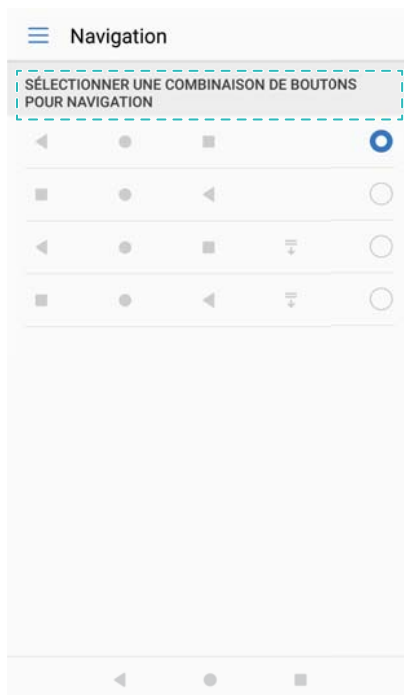 Navigation
SÉLECTIONNER UNE COMBINAISON DE BOUTONS
POUR NAVIGATION